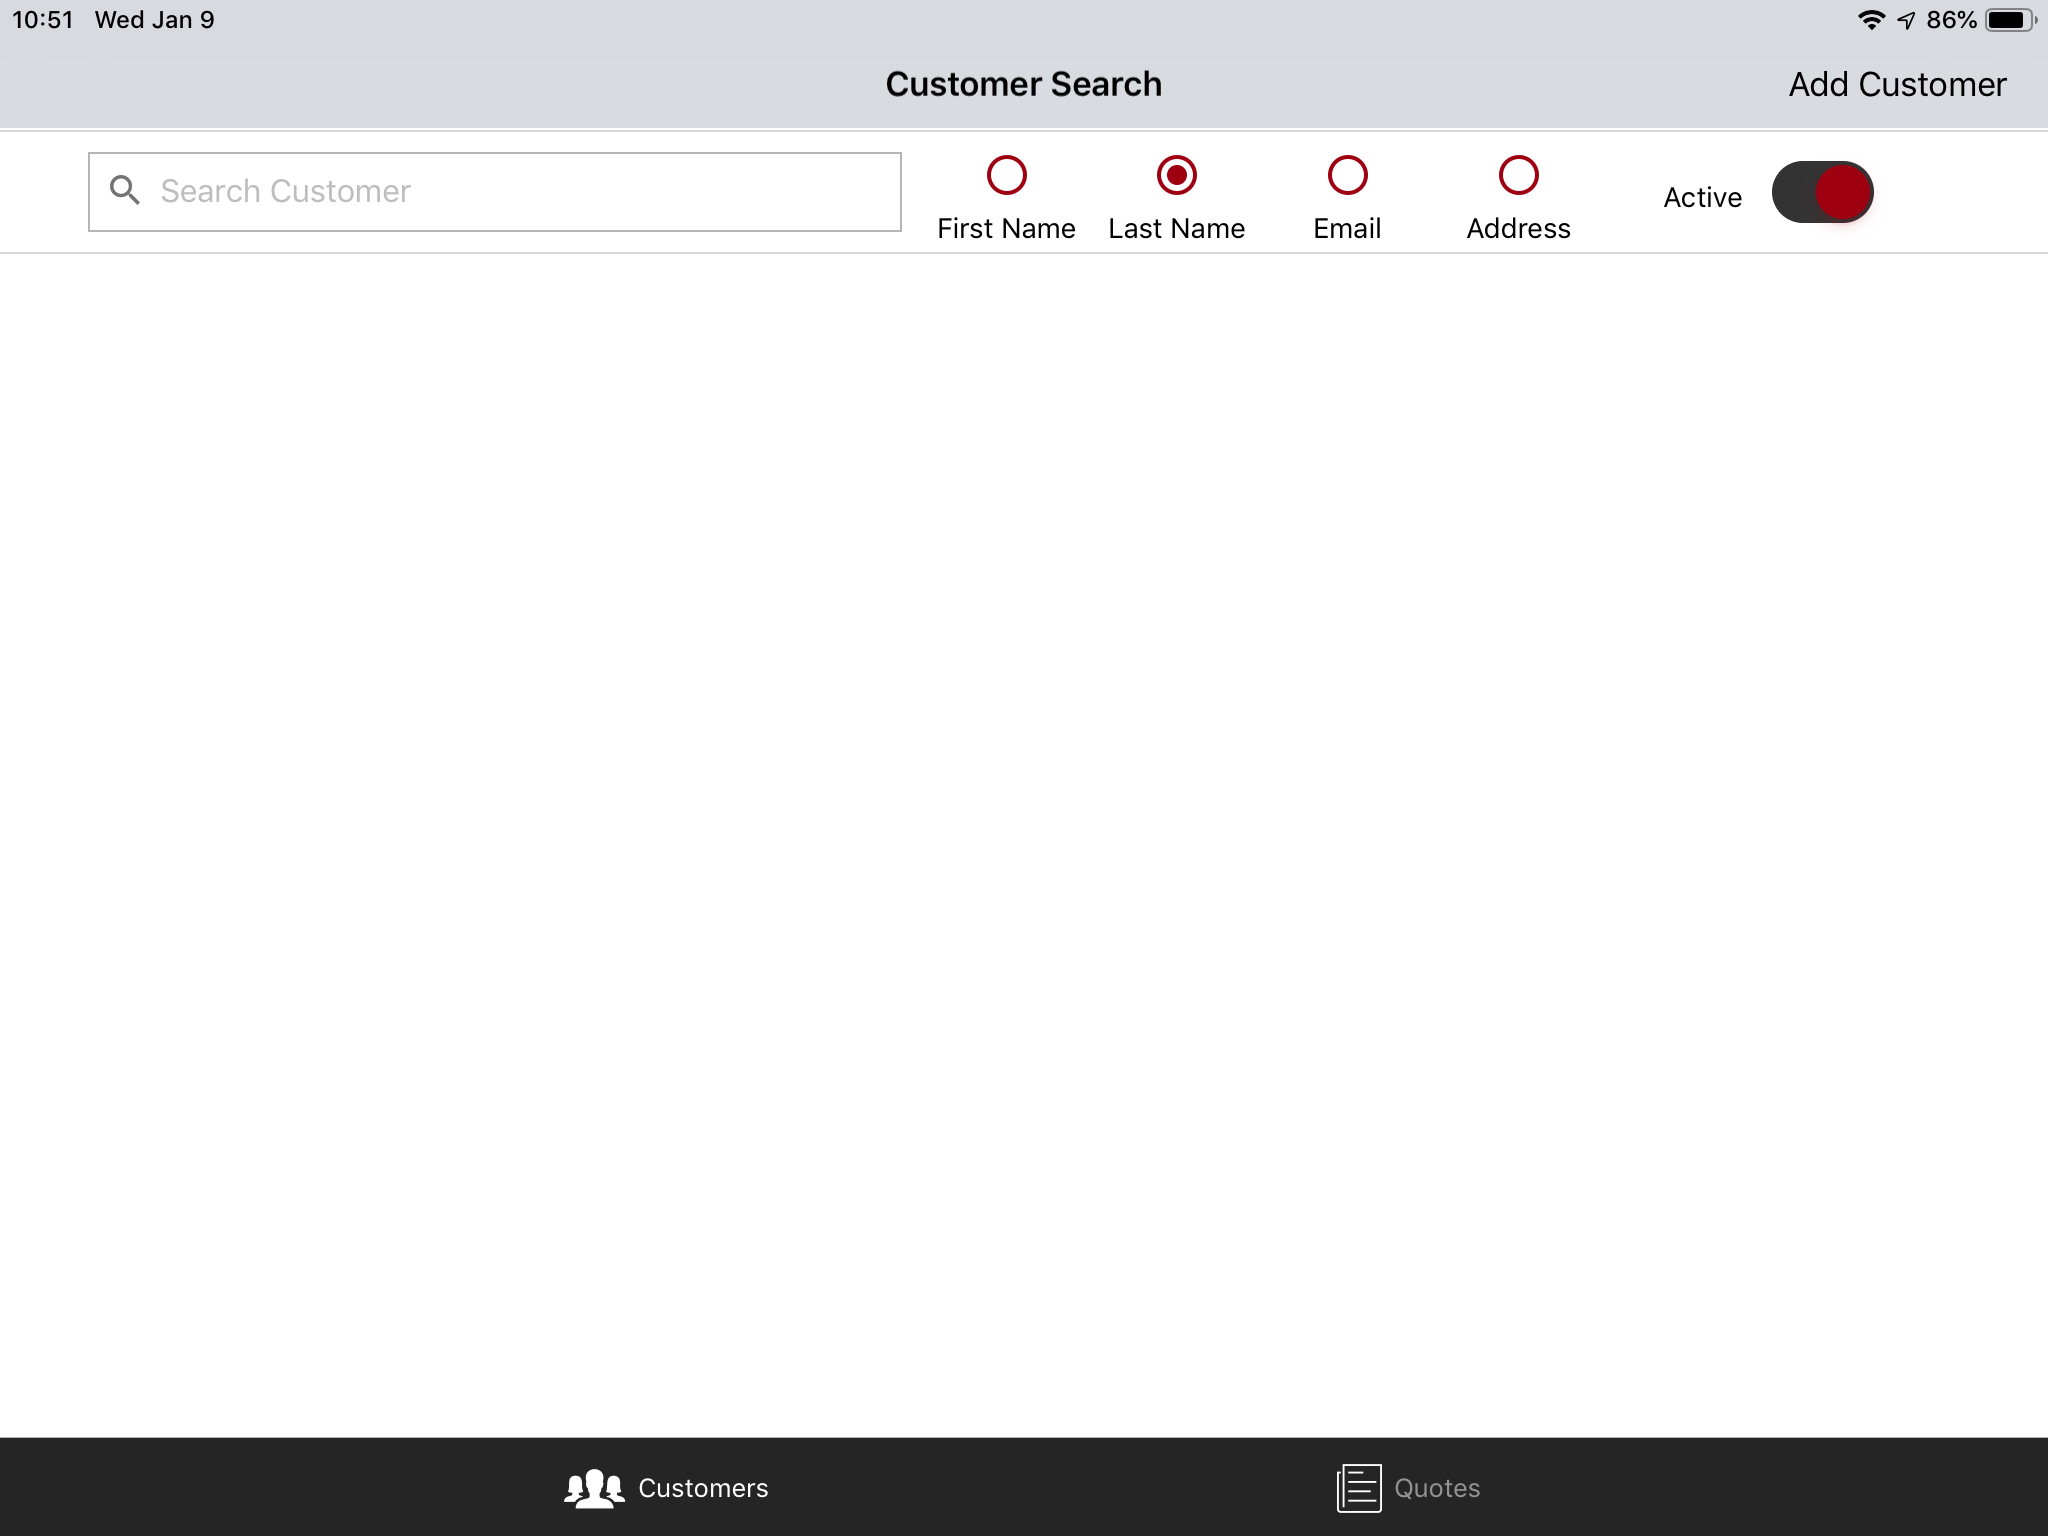 10:51 Wed Jan 9 86%
Customer Search Add Customer
Search Customer
First Name Last Name Email Address Active
Customers Quotes